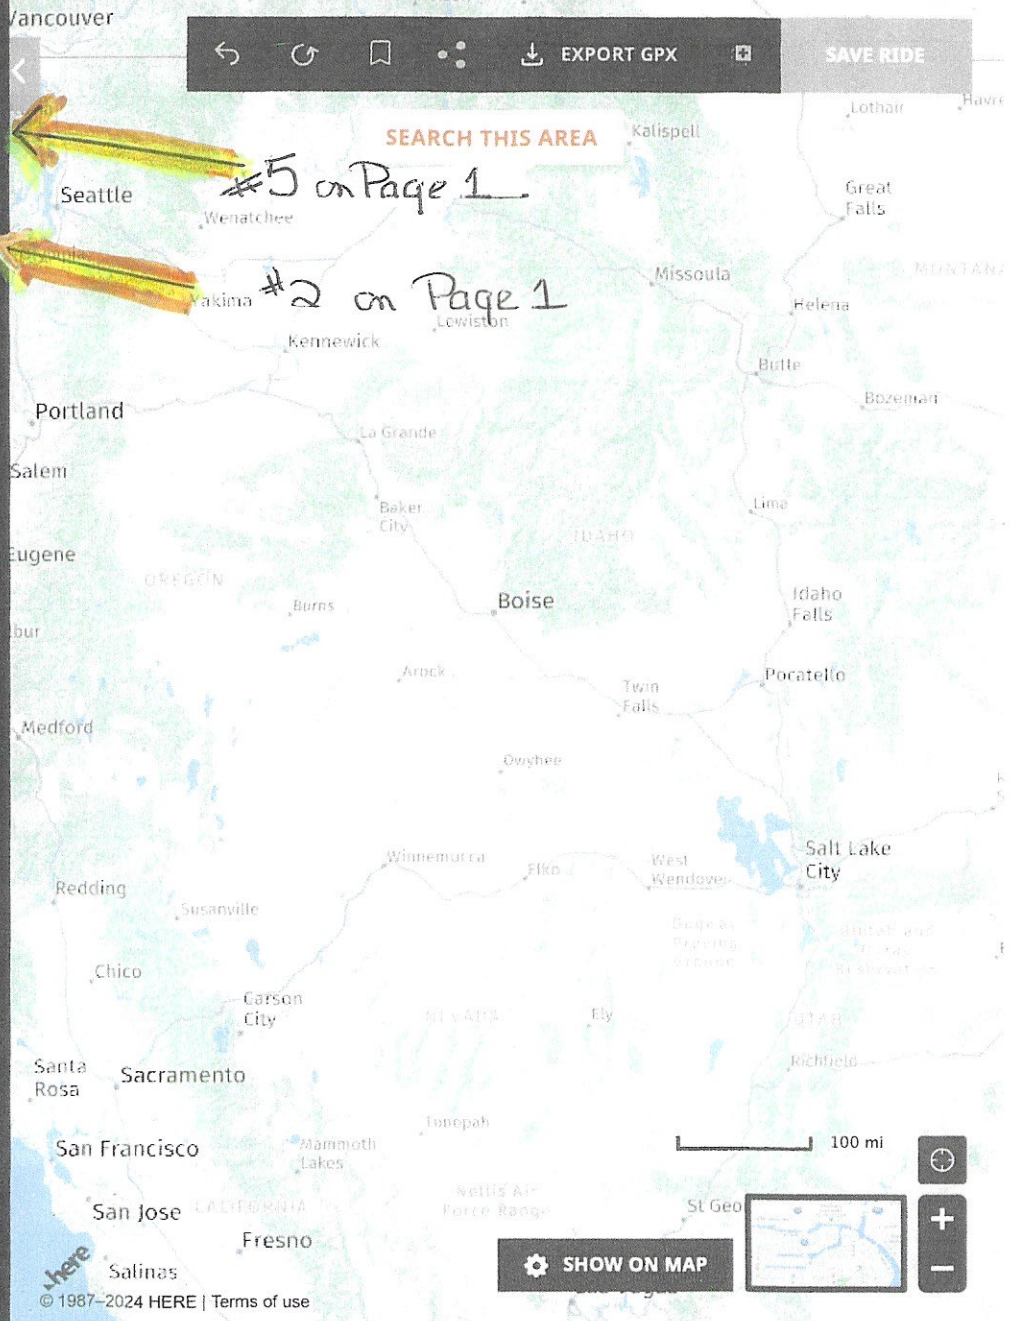 Vancouver
EXPORT GPX
SAVE RIDE
Lothair
Havre
SEARCH THIS AREA
Kalispell
#5 on Page 1
Seattle
Great
Falls
Wenatchee
Missoula
MONTANA
#2 on Page 1
Yakima
Helena
Lewiston
Kennewick
Butte
Bozeman
Portland
La Grande
Salem
Lima
Baker
City
IDAHO
Eugene
OREGON
Boise
Idaho
Falls
Burns
bur
Arock
Pocatello
Twin
Falls
Medford
Owyhee
Salt Lake
City
Winnemucca
Elko
West
Wendover
Redding
Susanville
Chico
Carson
City
NEVADA
Ely
UTAH
Santa
Rosa
Sacramento
Richfield
Tonopah
San Francisco
Mammoth
Lakes
100 mi
Nellis Air
Force Range
San Jose
CALIFORNIA
St Geo
Fresno
SHOW ON MAP
here
Salinas
© 1987–2024 HERE | Terms of use